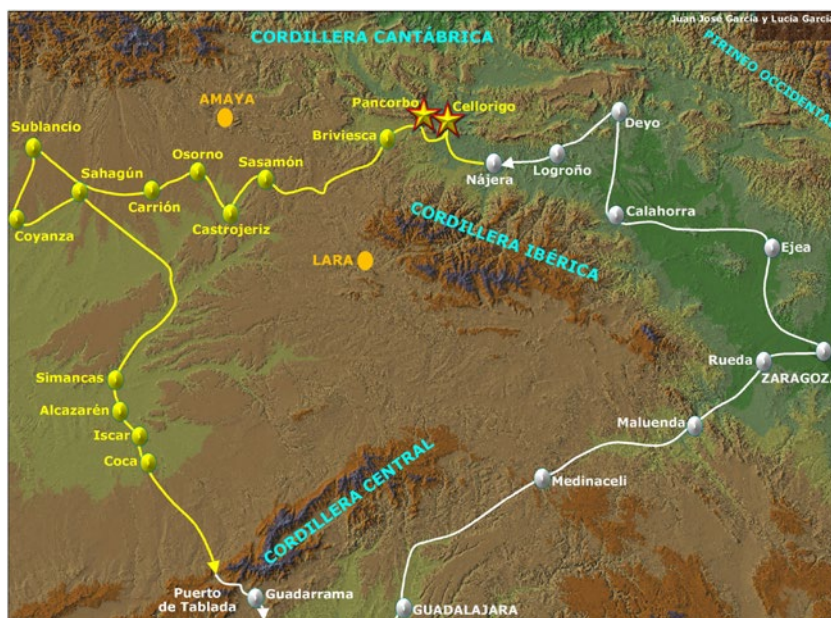 Juan José García y Lucía García
CORDILLERA CANTÁBRICA
PIRINEO OCCIDENTAL
AMAYA
Pancorbo
Cellorigo
Deyo
Sublancio
Briviesca
Osorno
Sasamón
Sahagún
Logroño
Nájera
Carrión
Castrojeriz
Coyanza
Calahorra
CORDILLERA
IBÉRICA
Ejea
LARA
Rueda
ZARAGOZA
Simancas
Alcazarén
Iscar
Coca
Maluenda
Medinaceli
CORDILLERA CENTRAL
Puerto
de Tablada
Guadarrama
GUADALAJARA